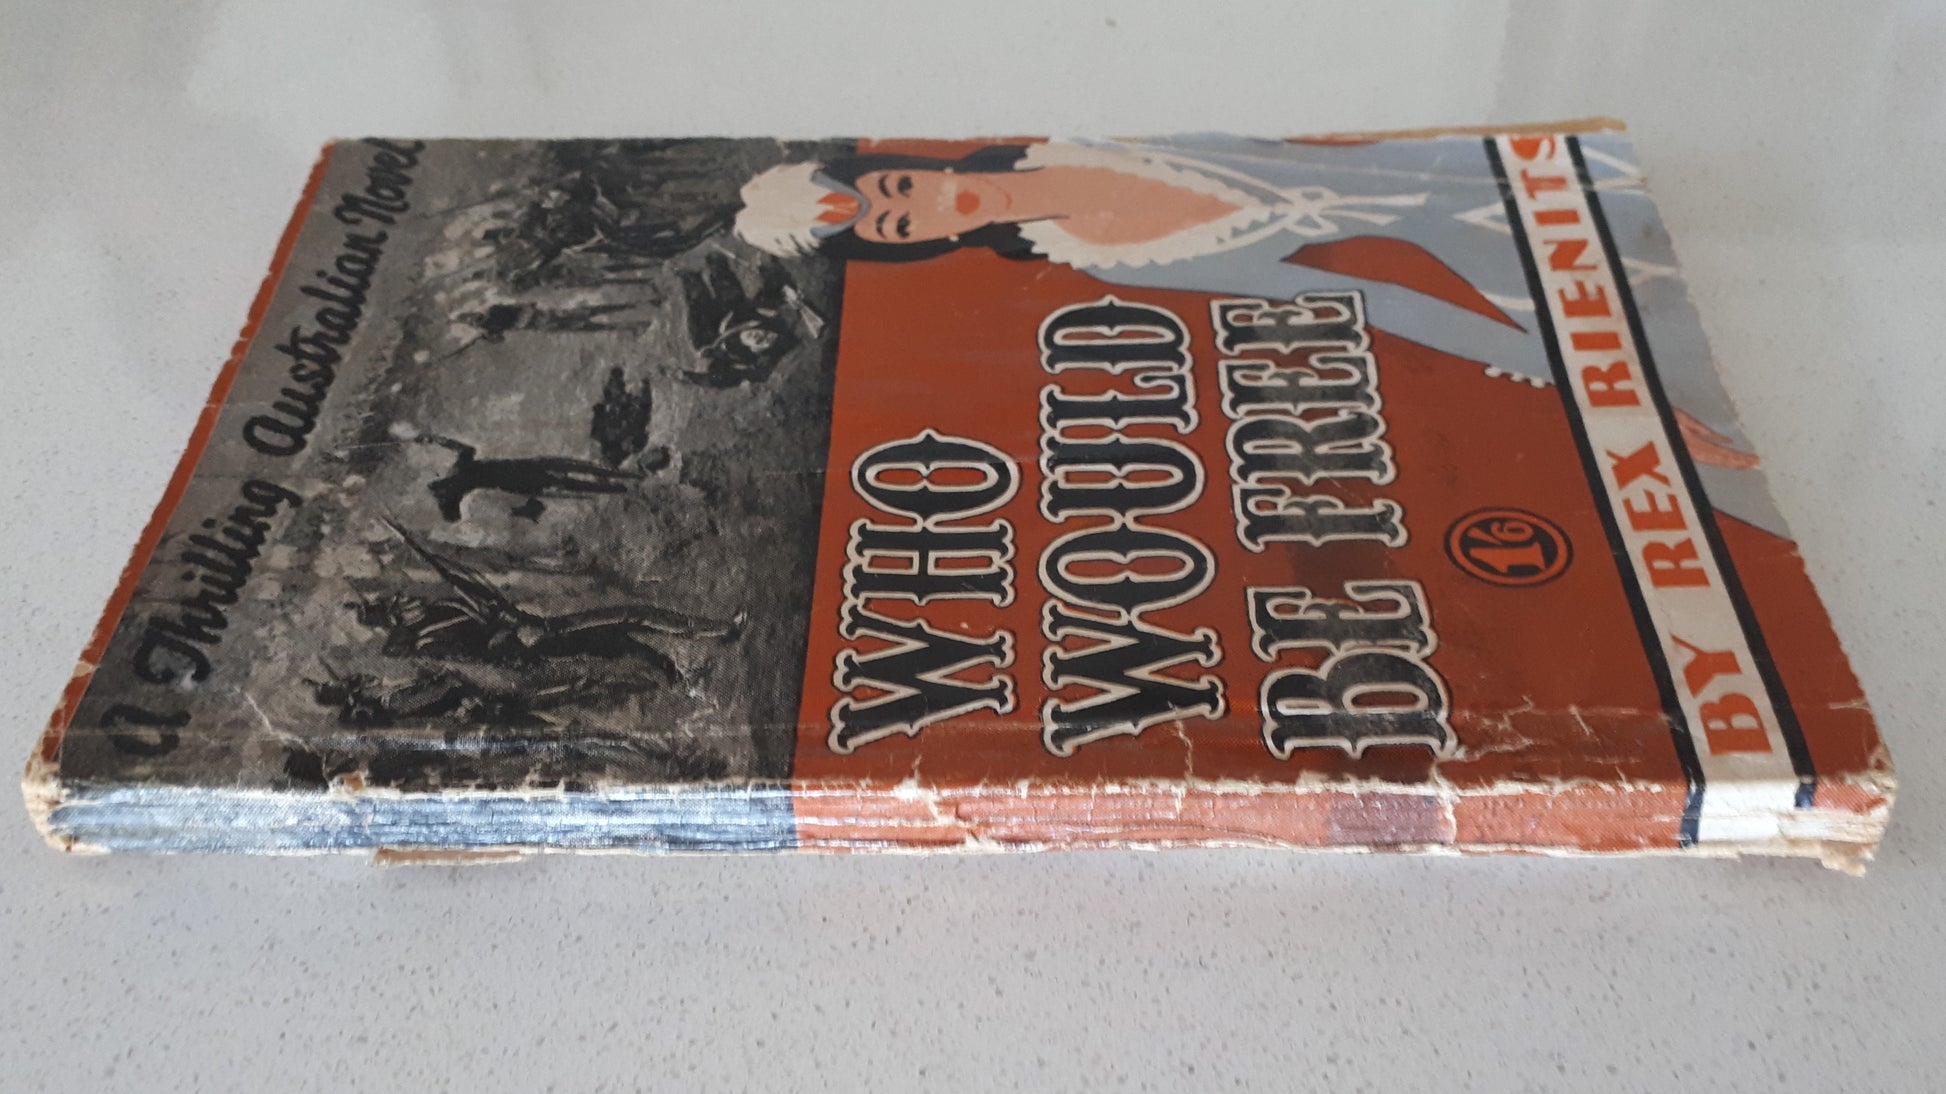 A Thrilling Australian Novel
WHO
WOULD
BE FREE
1/6
BY REX RIENITS